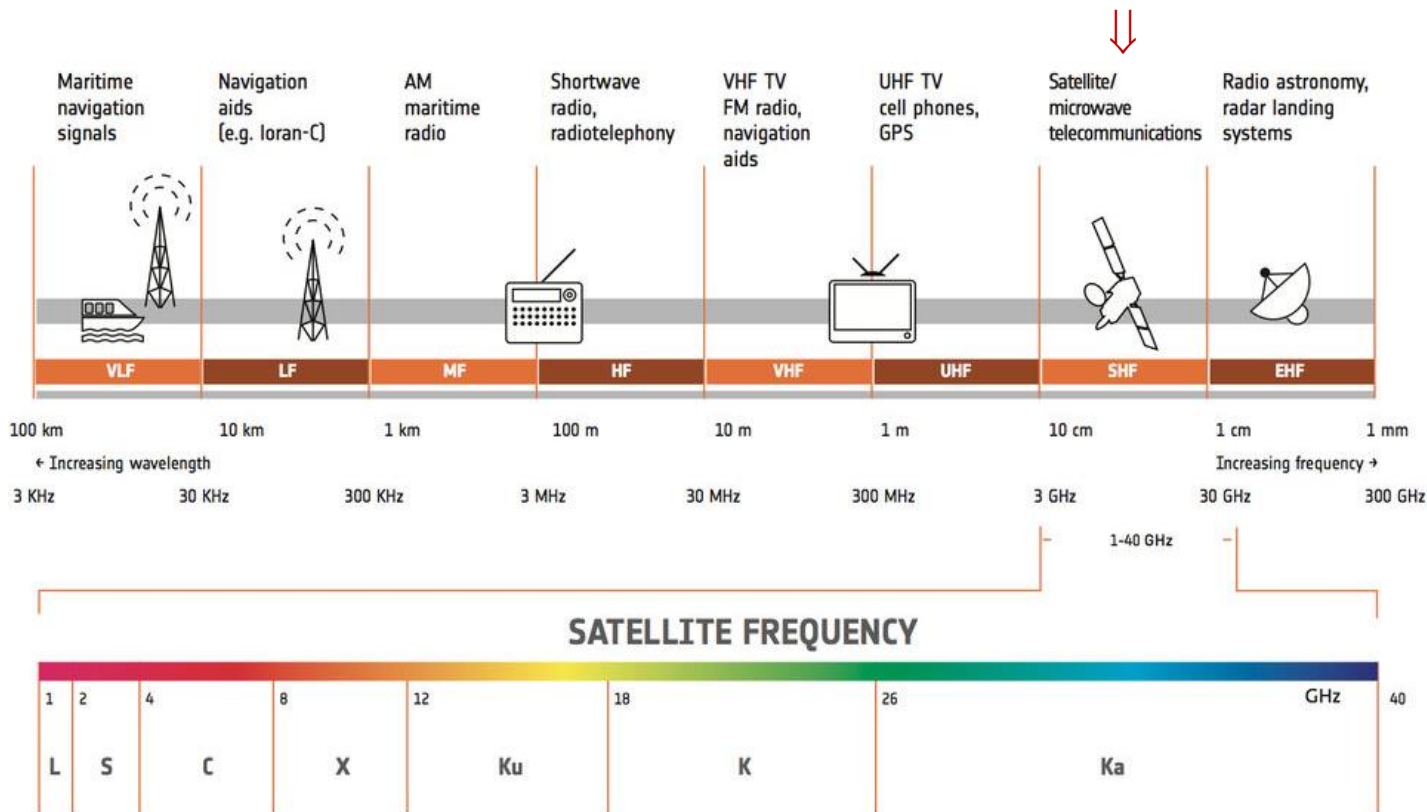 Maritime
navigation
signals
Navigation
aids
(e.g. loran-C)
AM
maritime
radio
Shortwave
radio,
radiotelephony
VHF TV
FM radio,
navigation
aids
UHF TV
cell phones,
GPS
Satellite/
microwave
telecommunications
Radio astronomy,
radar landing
systems
VLF LF MF HF VHF UHF SHF EHF
100 km 10 km 1 km 100 m 10 m 1 m 10 cm 1 cm 1 mm
← Increasing wavelength Increasing frequency →
3 KHz 30 KHz 300 KHz 3 MHz 30 MHz 300 MHz 3 GHz 30 GHz 300 GHz
1-40 GHz
SATELLITE FREQUENCY
1 2 4 8 12 18 26 GHz 40
L S C X Ku K Ka